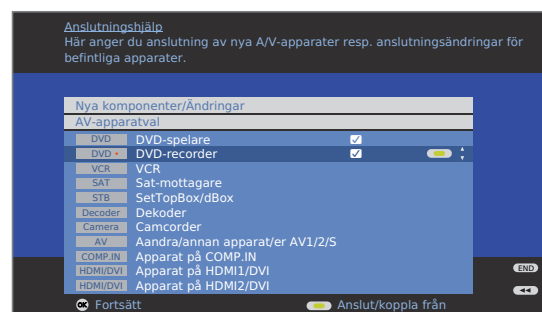 Anslutningshjälp
Här anger du anslutning av nya A/V-apparater resp. anslutningsändringar för
befintliga apparater.
Nya komponenter/Ändringar
AV-apparatval
DVD DVD-spelare
DVD DVD-recorder
VCR VCR
SAT Sat-mottagare
STB SetTopBox/dBox
Decoder Dekoder
Camera Camcorder
AV Aandra/annan apparat/er AV1/2/S
COMP.IN Apparat på COMP.IN
HDMI/DVI Apparat på HDMI1/DVI
HDMI/DVI Apparat på HDMI2/DVI
END
OK Fortsätt Anslut/koppla från